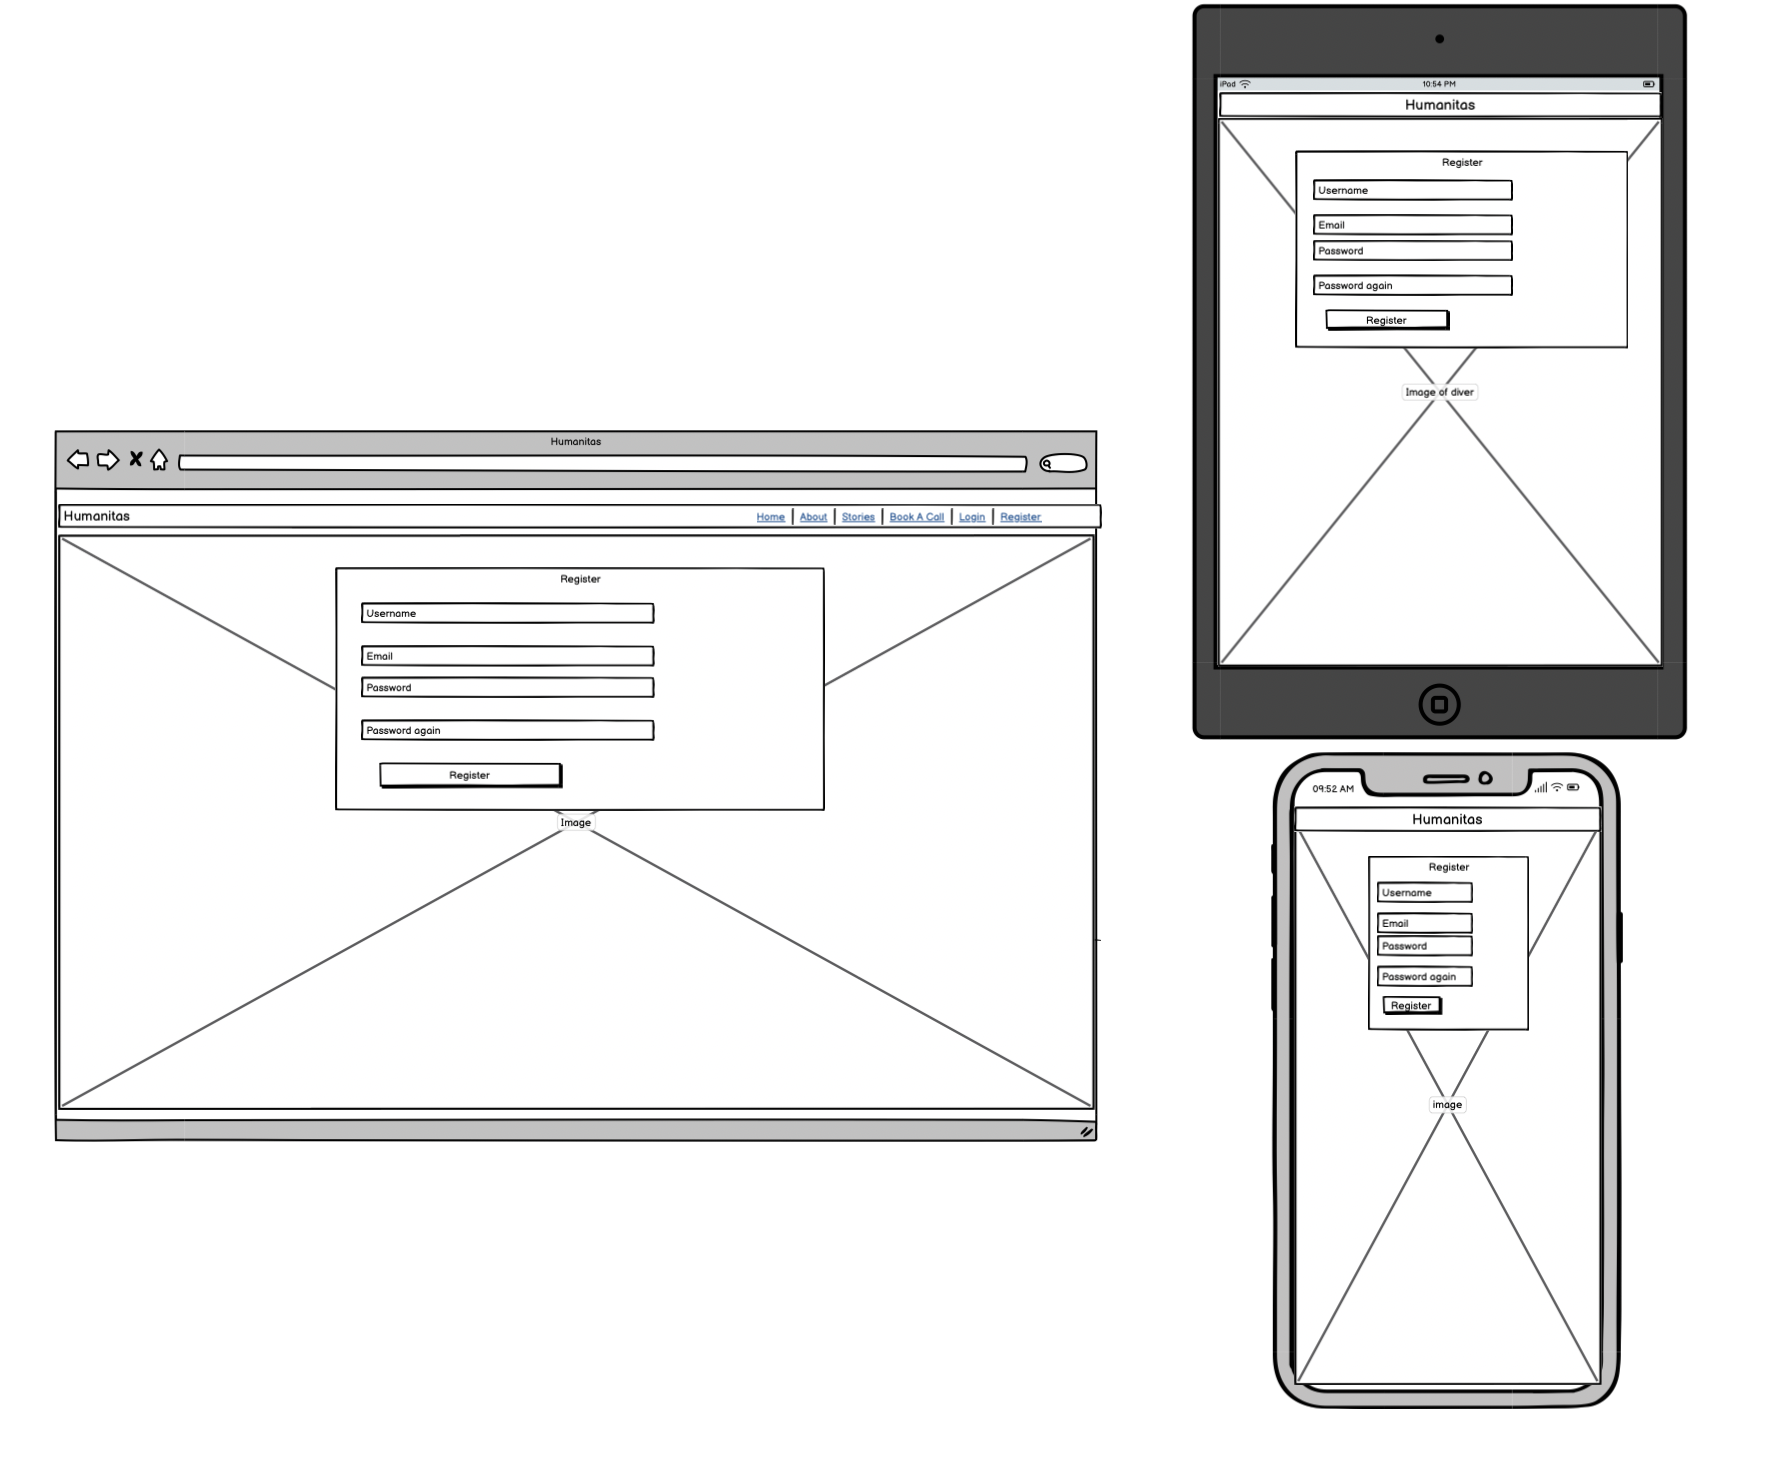 Humanitas
Humanitas
Home | About | Stories | Book A Call | Login | Register
Register
Username
Email
Password
Password again
Register
Image
iPad
10:54 PM
Humanitas
Register
Username
Email
Password
Password again
Register
Image of diver
09:52 AM
Humanitas
Register
Username
Email
Password
Password again
Register
image